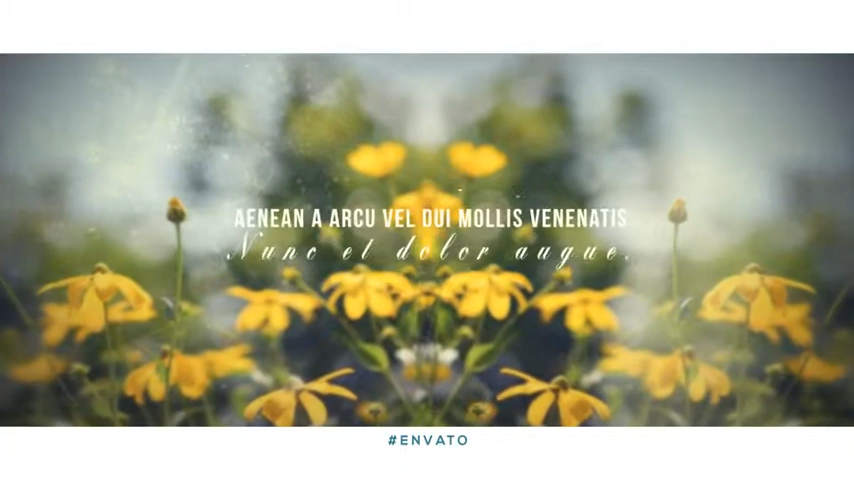 AENEAN A ARCU VEL DUI MOLLIS VENENATIS
Nunc et dolor augue.
#ENVATO